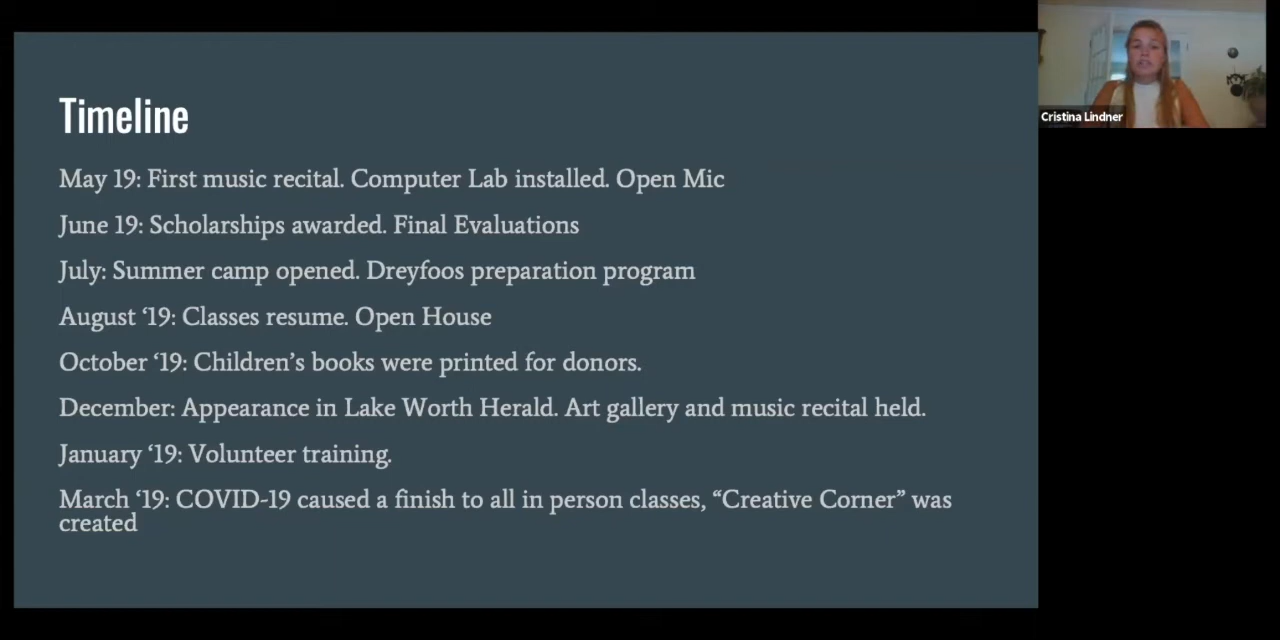 Timeline
May 19: First music recital. Computer Lab installed. Open Mic
June 19: Scholarships awarded. Final Evaluations
July: Summer camp opened. Dreyfoos preparation program
August ‘19: Classes resume. Open House
October ‘19: Children’s books were printed for donors.
December: Appearance in Lake Worth Herald. Art gallery and music recital held.
January ‘19: Volunteer training.
March ‘19: COVID-19 caused a finish to all in person classes, “Creative Corner” was
created
Cristina Lindner